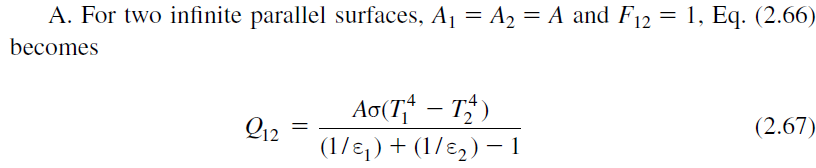 A. For two infinite parallel surfaces, A₁ = A₂ = A and F₁₂ = 1, Eq. (2.66)
becomes
Q₁₂ = Aσ(T₁⁴ − T₂⁴) / (1/ε₁) + (1/ε₂) − 1 (2.67)